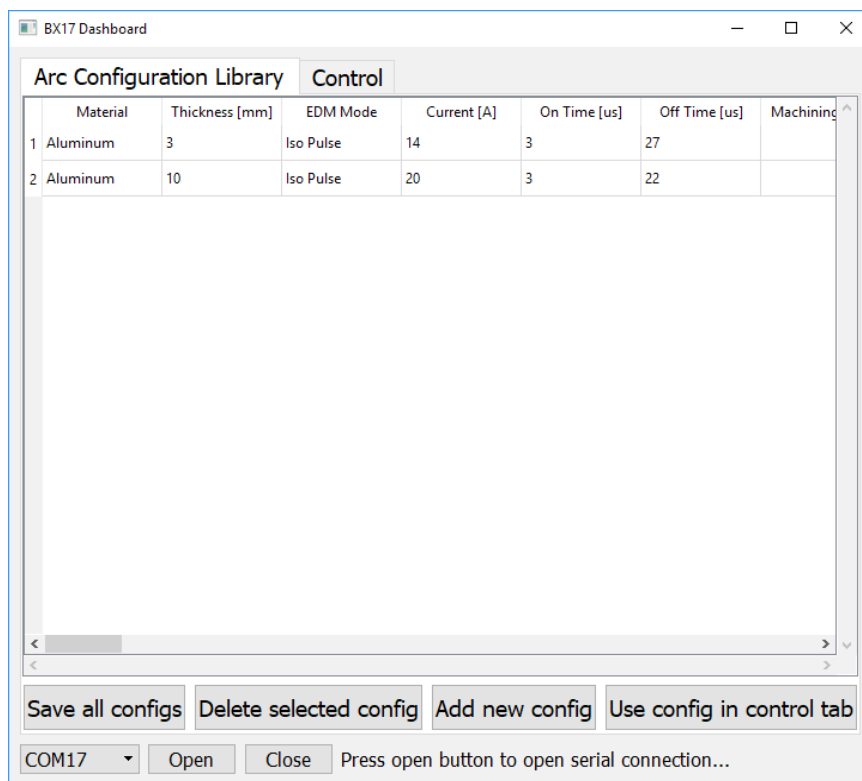 BX17 Dashboard
Arc Configuration Library Control
Material Thickness [mm] EDM Mode Current [A] On Time [us] Off Time [us] Machining
1 Aluminum 3 Iso Pulse 14 3 27
2 Aluminum 10 Iso Pulse 20 3 22
Save all configs Delete selected config Add new config Use config in control tab
COM17 Open Close Press open button to open serial connection...